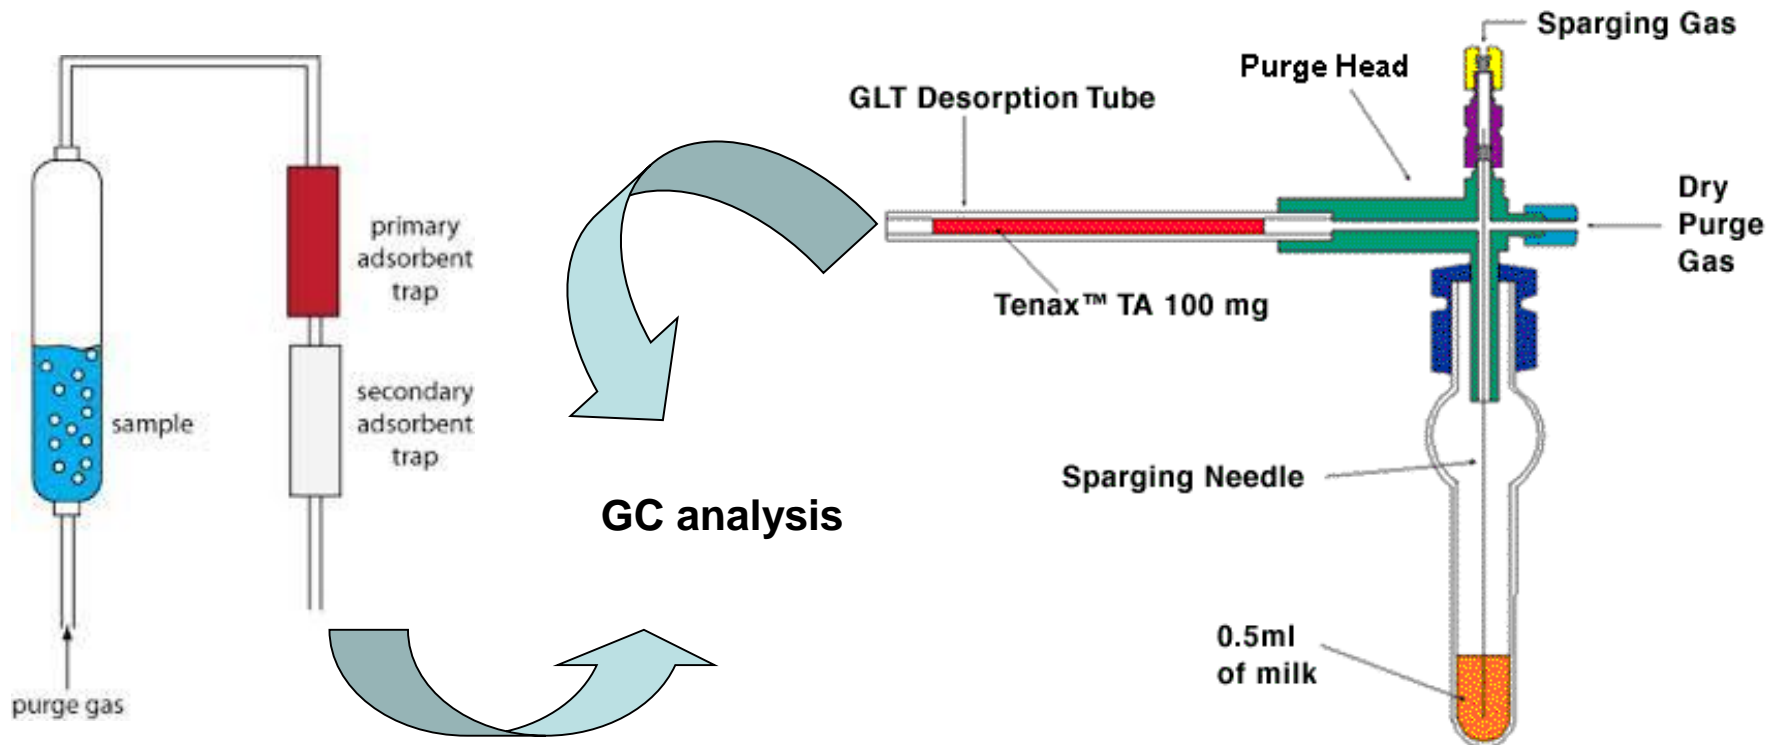 primary
adsorbent
trap
secondary
adsorbent
trap
sample
purge gas
GC analysis
Sparging Gas
Purge Head
GLT Desorption Tube
Dry
Purge
Gas
Tenax™ TA 100 mg
Sparging Needle
0.5ml
of milk